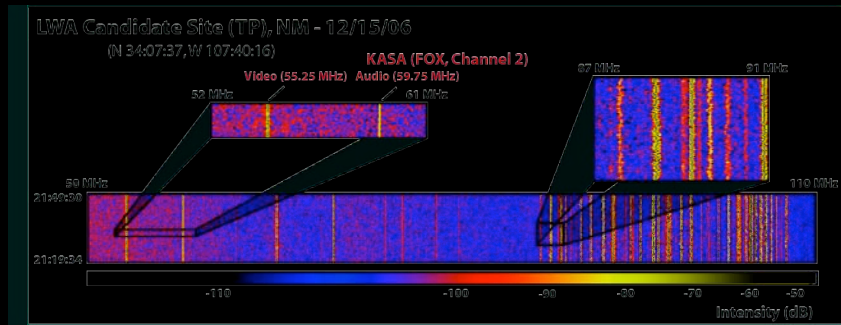 LWA Candidate Site (TP), NM - 12/15/06
(N 34:07:37, W 107:40:16)
KASA (FOX, Channel 2)
Video (55.25 MHz) Audio (59.75 MHz)
52 MHz 61 MHz
87 MHz 91 MHz
50 MHz 110 MHz
21:49:30
21:19:34
-110 -100 -90 -80 -70 -60 -50
Intensity (dB)